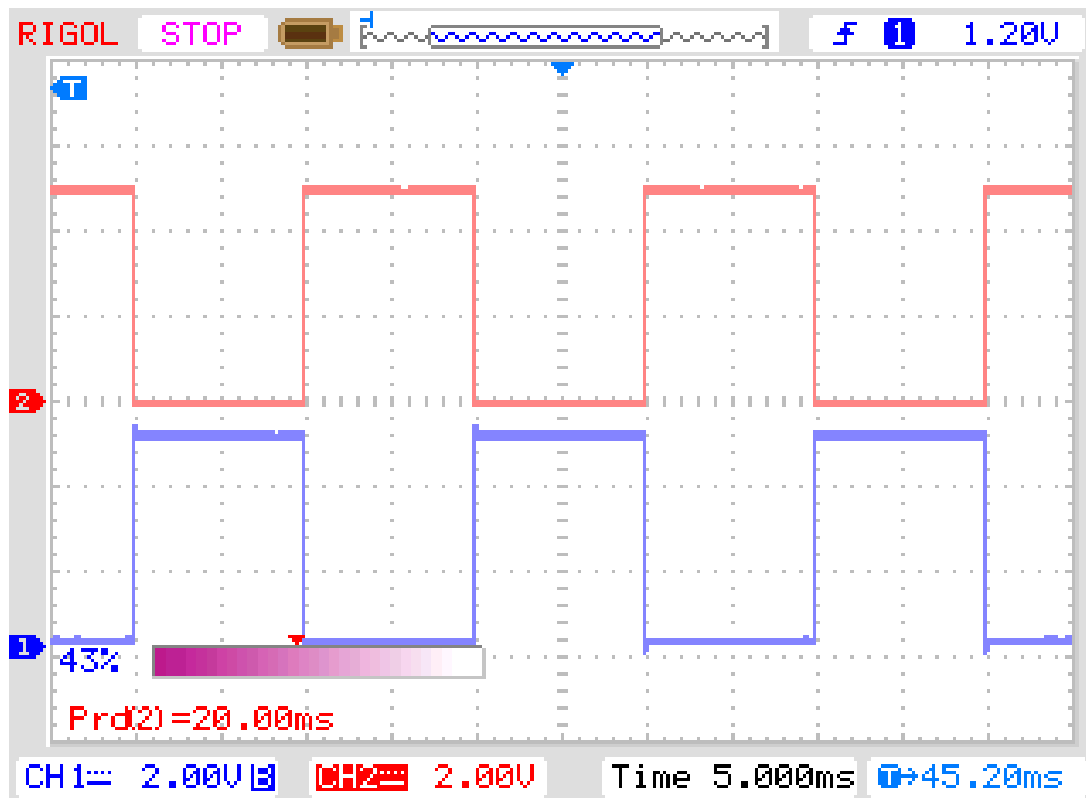 RIGOL STOP 1 1.20V
T
2
1
43%
Prd(2)=20.00ms
CH1 2.00V B CH2 2.00V Time 5.000ms T→45.20ms